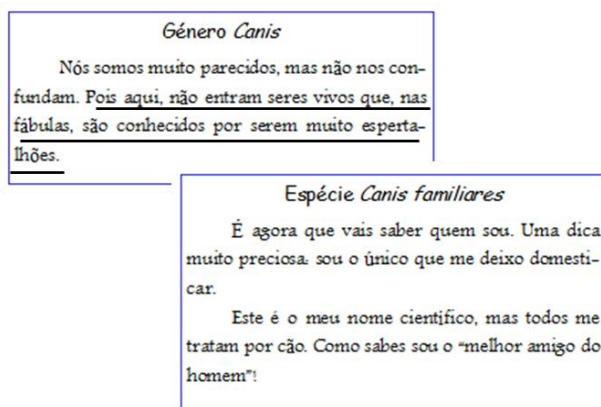 Género Canis
Nós somos muito parecidos, mas não nos con-
fundam. Pois aqui, não entram seres vivos que, nas
fábulas, são conhecidos por serem muito esperta-
lhões.
Espécie Canis familiares
É agora que vais saber quem sou. Uma dica
muito preciosa: sou o único que me deixo domesti-
car.
Este é o meu nome científico, mas todos me
tratam por cão. Como sabes sou o “melhor amigo do
homem”!